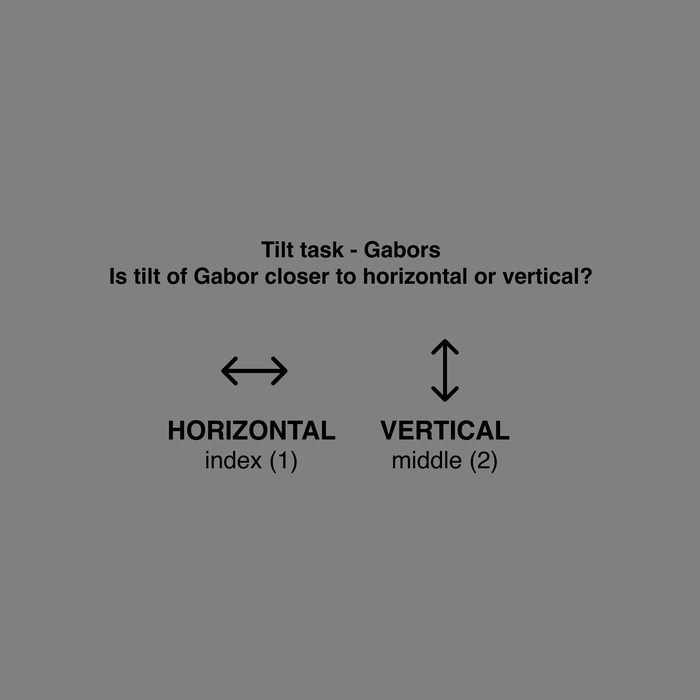 Tilt task - Gabors
Is tilt of Gabor closer to horizontal or vertical?
HORIZONTAL VERTICAL
index (1) middle (2)